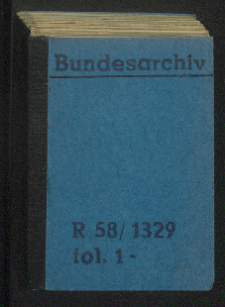 Bundesarchiv
R 58/1329
fol. 1-